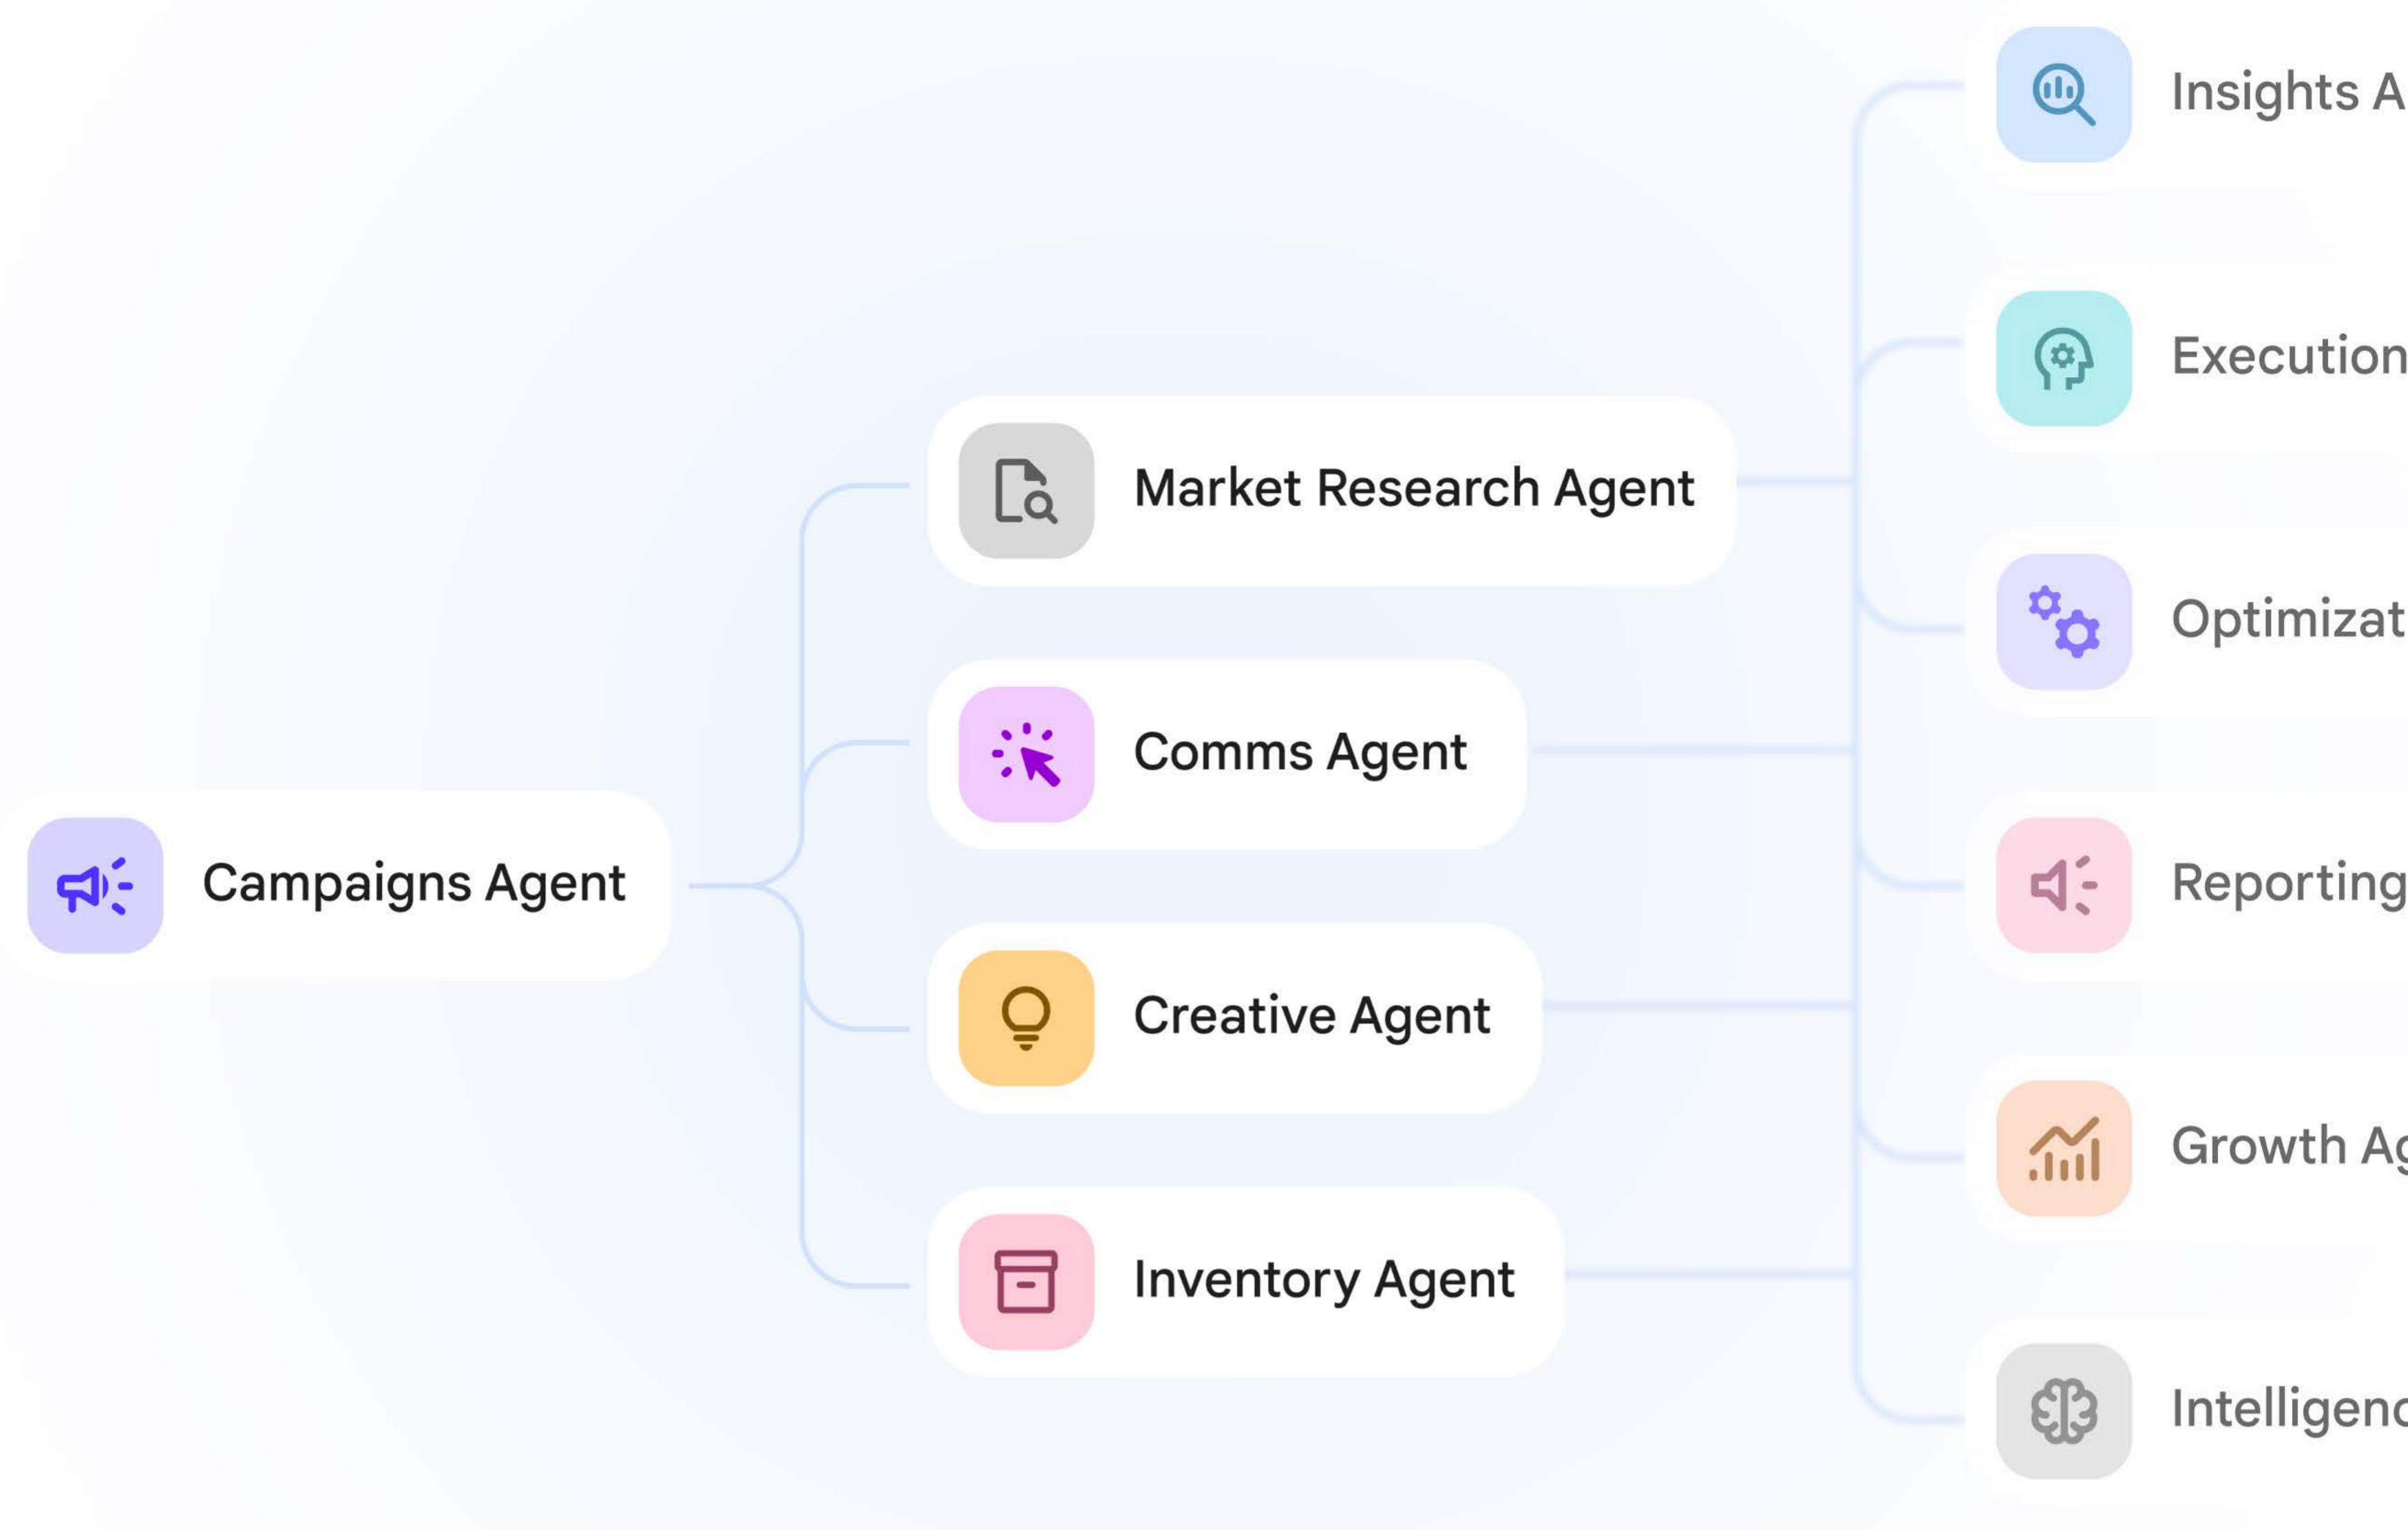 Campaigns Agent
Market Research Agent
Comms Agent
Creative Agent
Inventory Agent
Insights A
Execution
Optimizat
Reporting
Growth Ag
Intelligenc